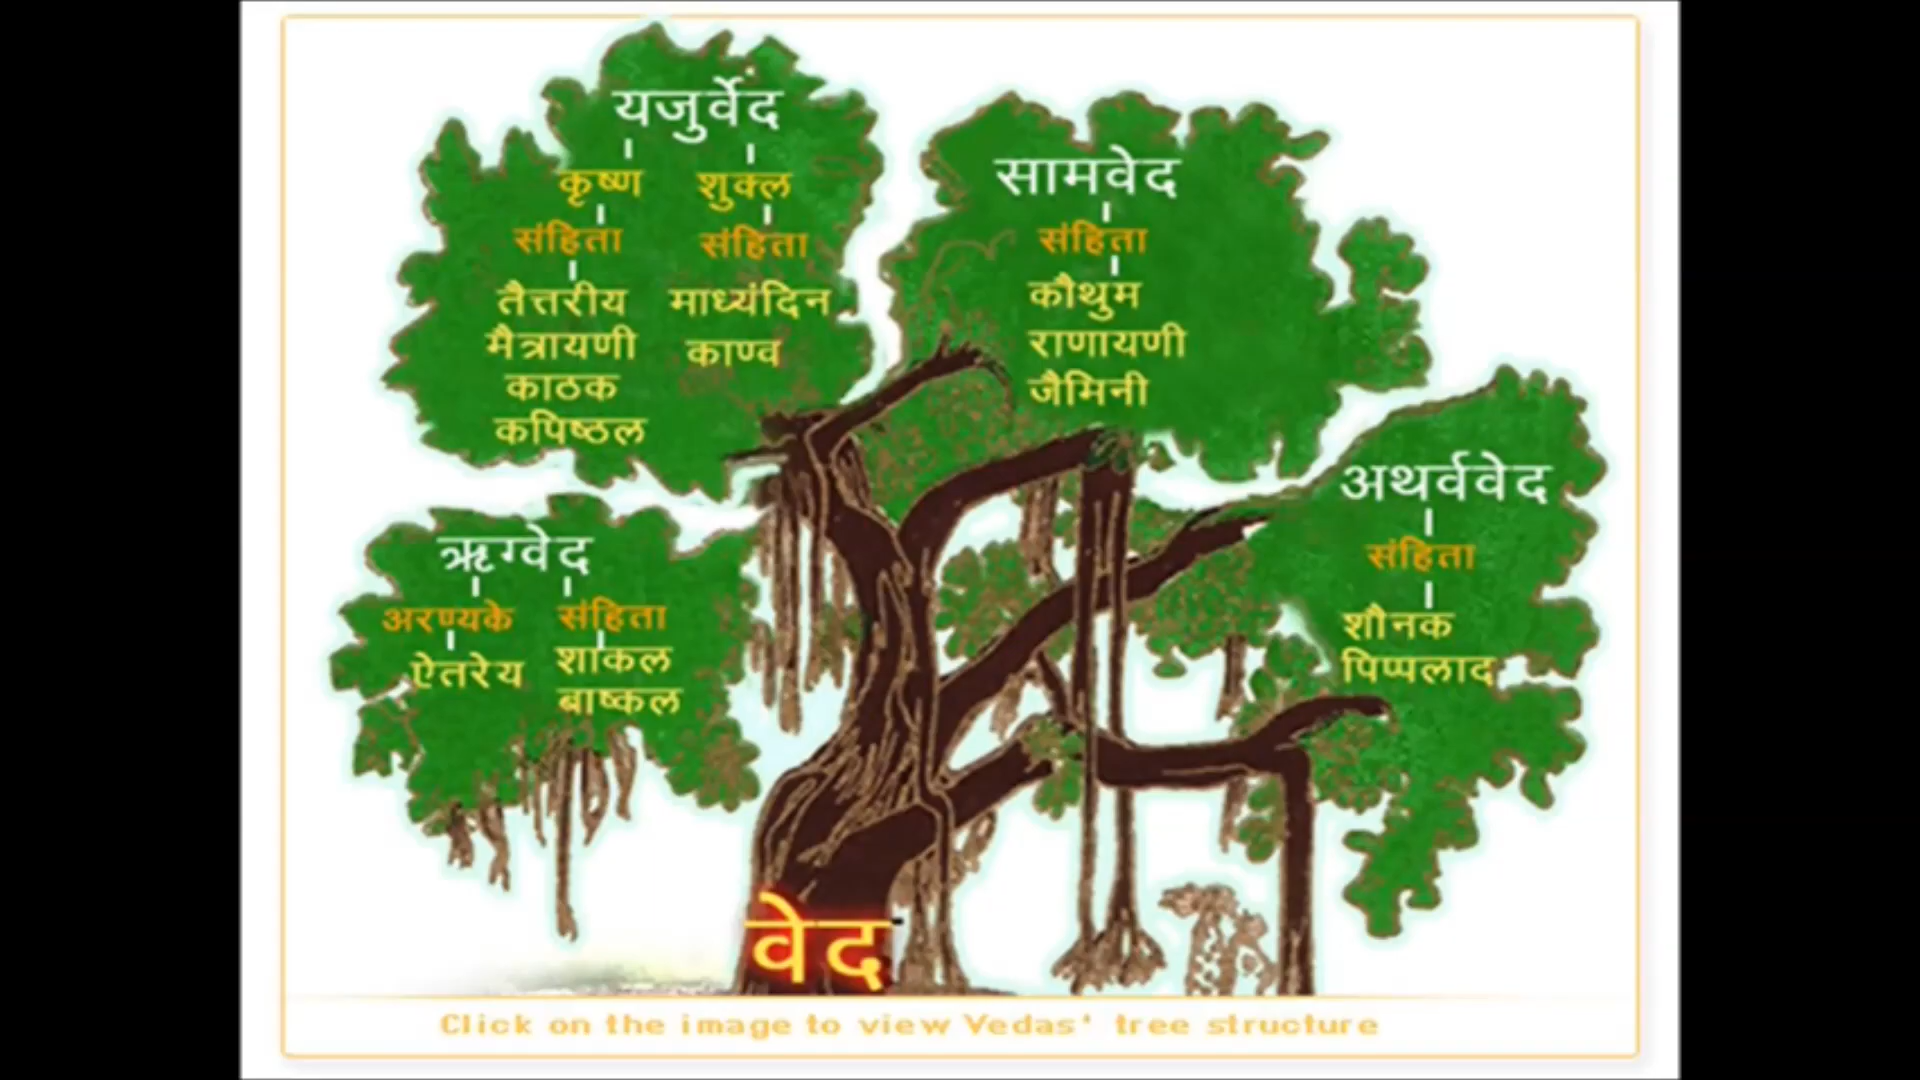 यजुर्वेद
कृष्ण शुक्ल
संहिता संहिता
तैत्तरीय माध्यंदिन
मैत्रायणी काण्व
काठक
कपिष्ठल
सामवेद
संहिता
कौथुम
राणायणी
जैमिनी
अथर्ववेद
संहिता
शौनक
पिप्पलाद
ऋग्वेद
अरण्यके संहिता
ऐतरेय शाकल
बाष्कल
वेद
Click on the image to view Vedas' tree structure